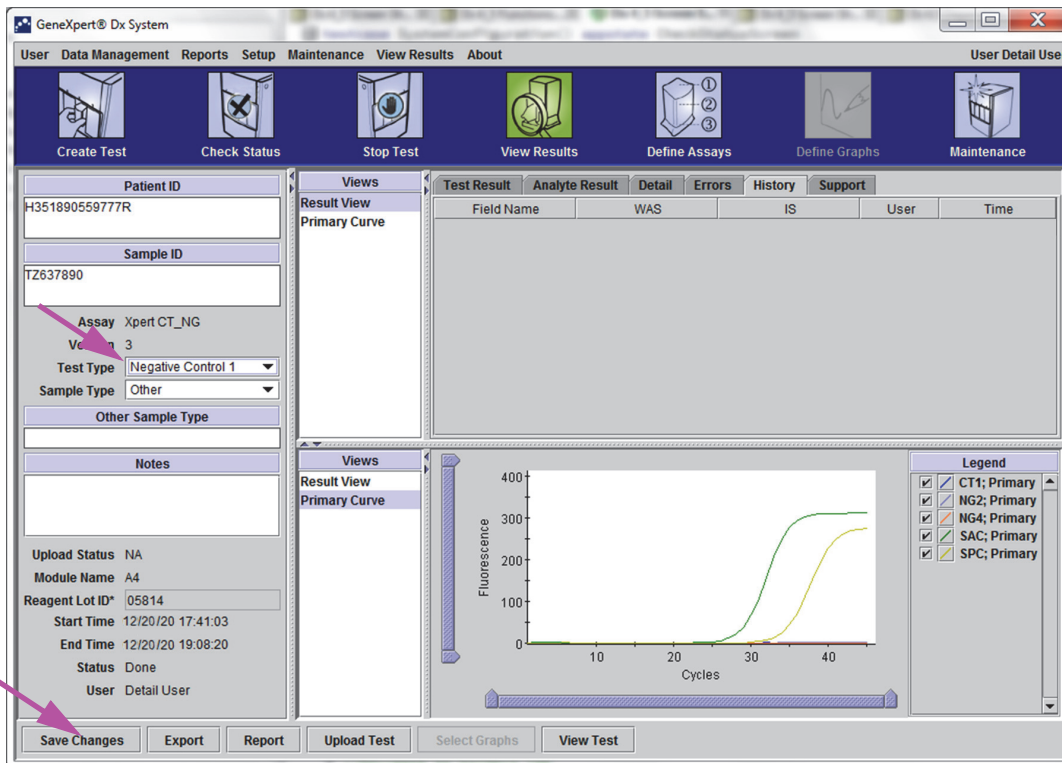 GeneXpert® Dx System
User Data Management Reports Setup Maintenance View Results About User Detail Use
Create Test Check Status Stop Test View Results Define Assays Define Graphs Maintenance
①
②
③
Patient ID
H351890559777R
Sample ID
TZ637890
Assay Xpert CT_NG
3
Test Type Negative Control 1
Sample Type Other
Other Sample Type
Notes
Upload Status NA
Module Name A4
Reagent Lot ID* 05814
Start Time 12/20/20 17:41:03
End Time 12/20/20 19:08:20
Status Done
User Detail User
Views
Result View
Primary Curve
Test Result Analyte Result Detail Errors History Support
Field Name WAS IS User Time
Views
Result View
Primary Curve
Fluorescence
400
300
200
100
0
10 20 30 40
Cycles
Legend
CT1; Primary
NG2; Primary
NG4; Primary
SAC; Primary
SPC; Primary
Save Changes Export Report Upload Test Select Graphs View Test